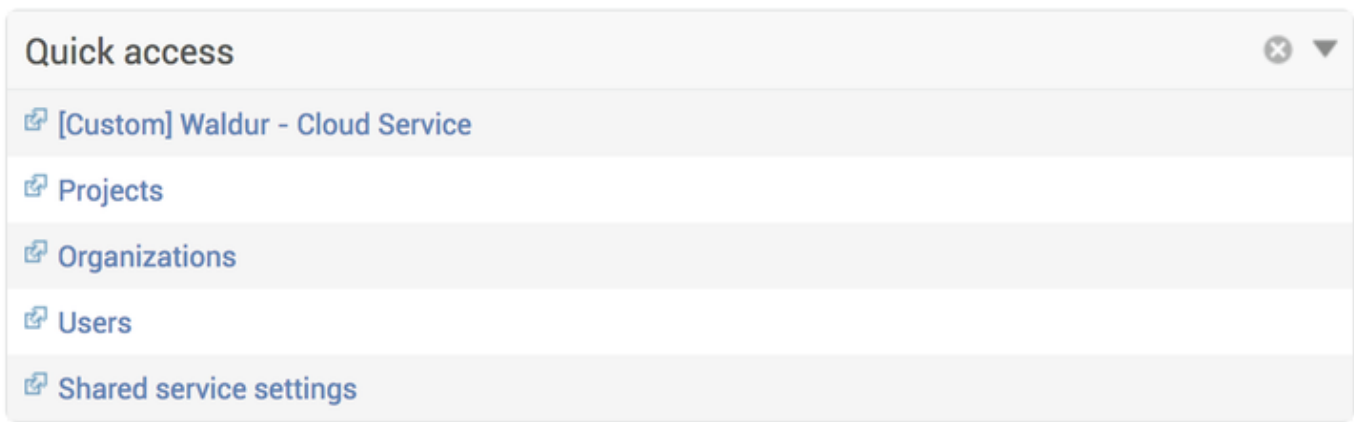 Quick access
[Custom] Waldur - Cloud Service
Projects
Organizations
Users
Shared service settings